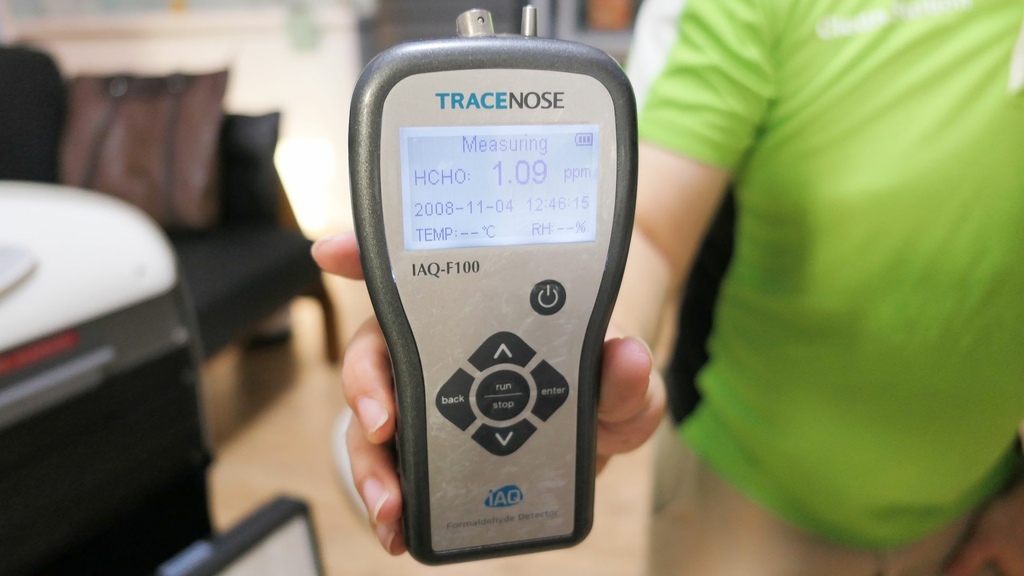 TRACENOSE
Measuring
HCHO: 1.09 ppm
2008-11-04 12:46:15
TEMP:--°C RH:--%
IAQ-F100
back
run
stop
enter
IAQ
Formaldehyde Detector